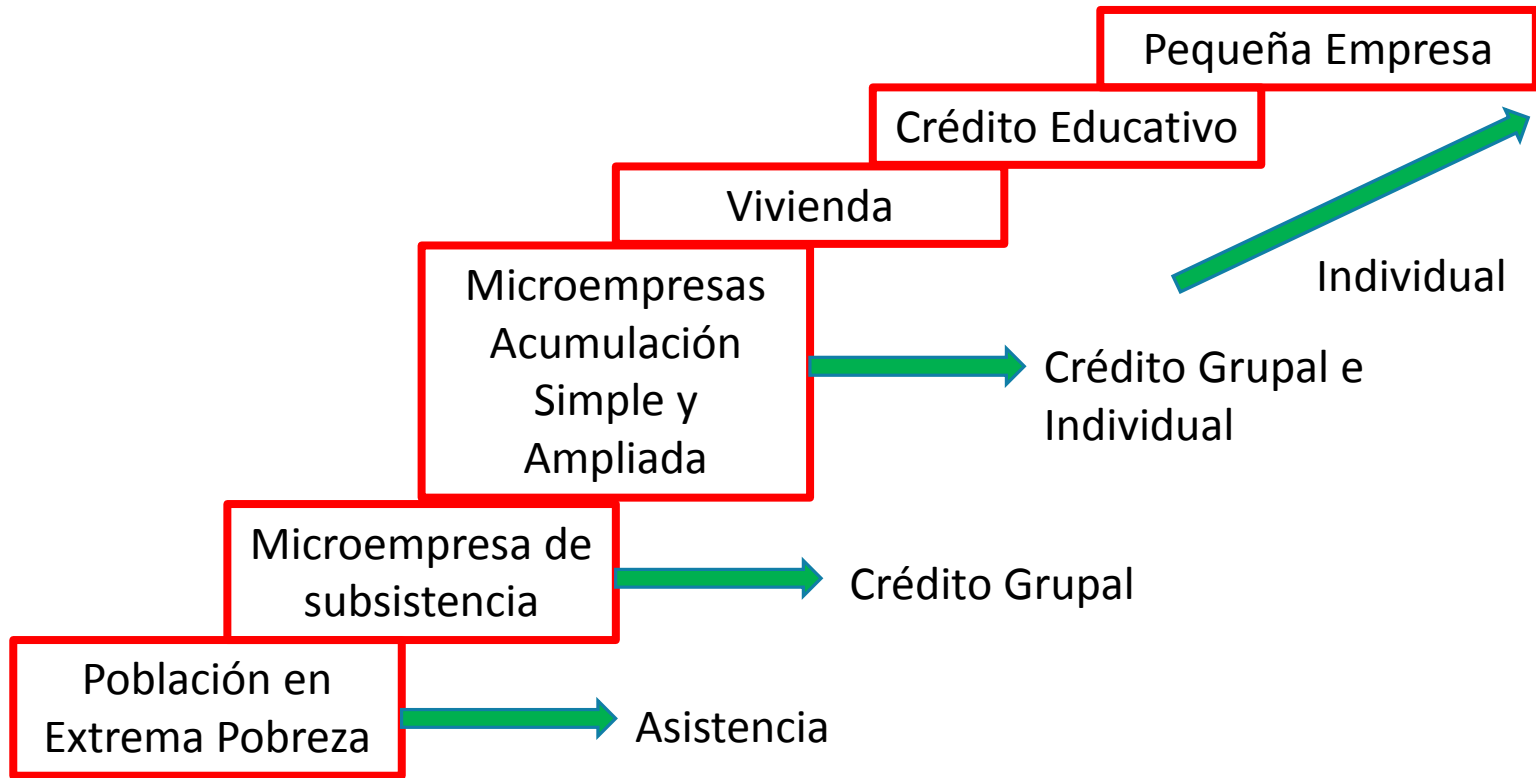 Pequeña Empresa
Crédito Educativo
Vivienda
Microempresas
Acumulación
Simple y
Ampliada
Individual
Crédito Grupal e
Individual
Microempresa de
subsistencia
Crédito Grupal
Población en
Extrema Pobreza
Asistencia